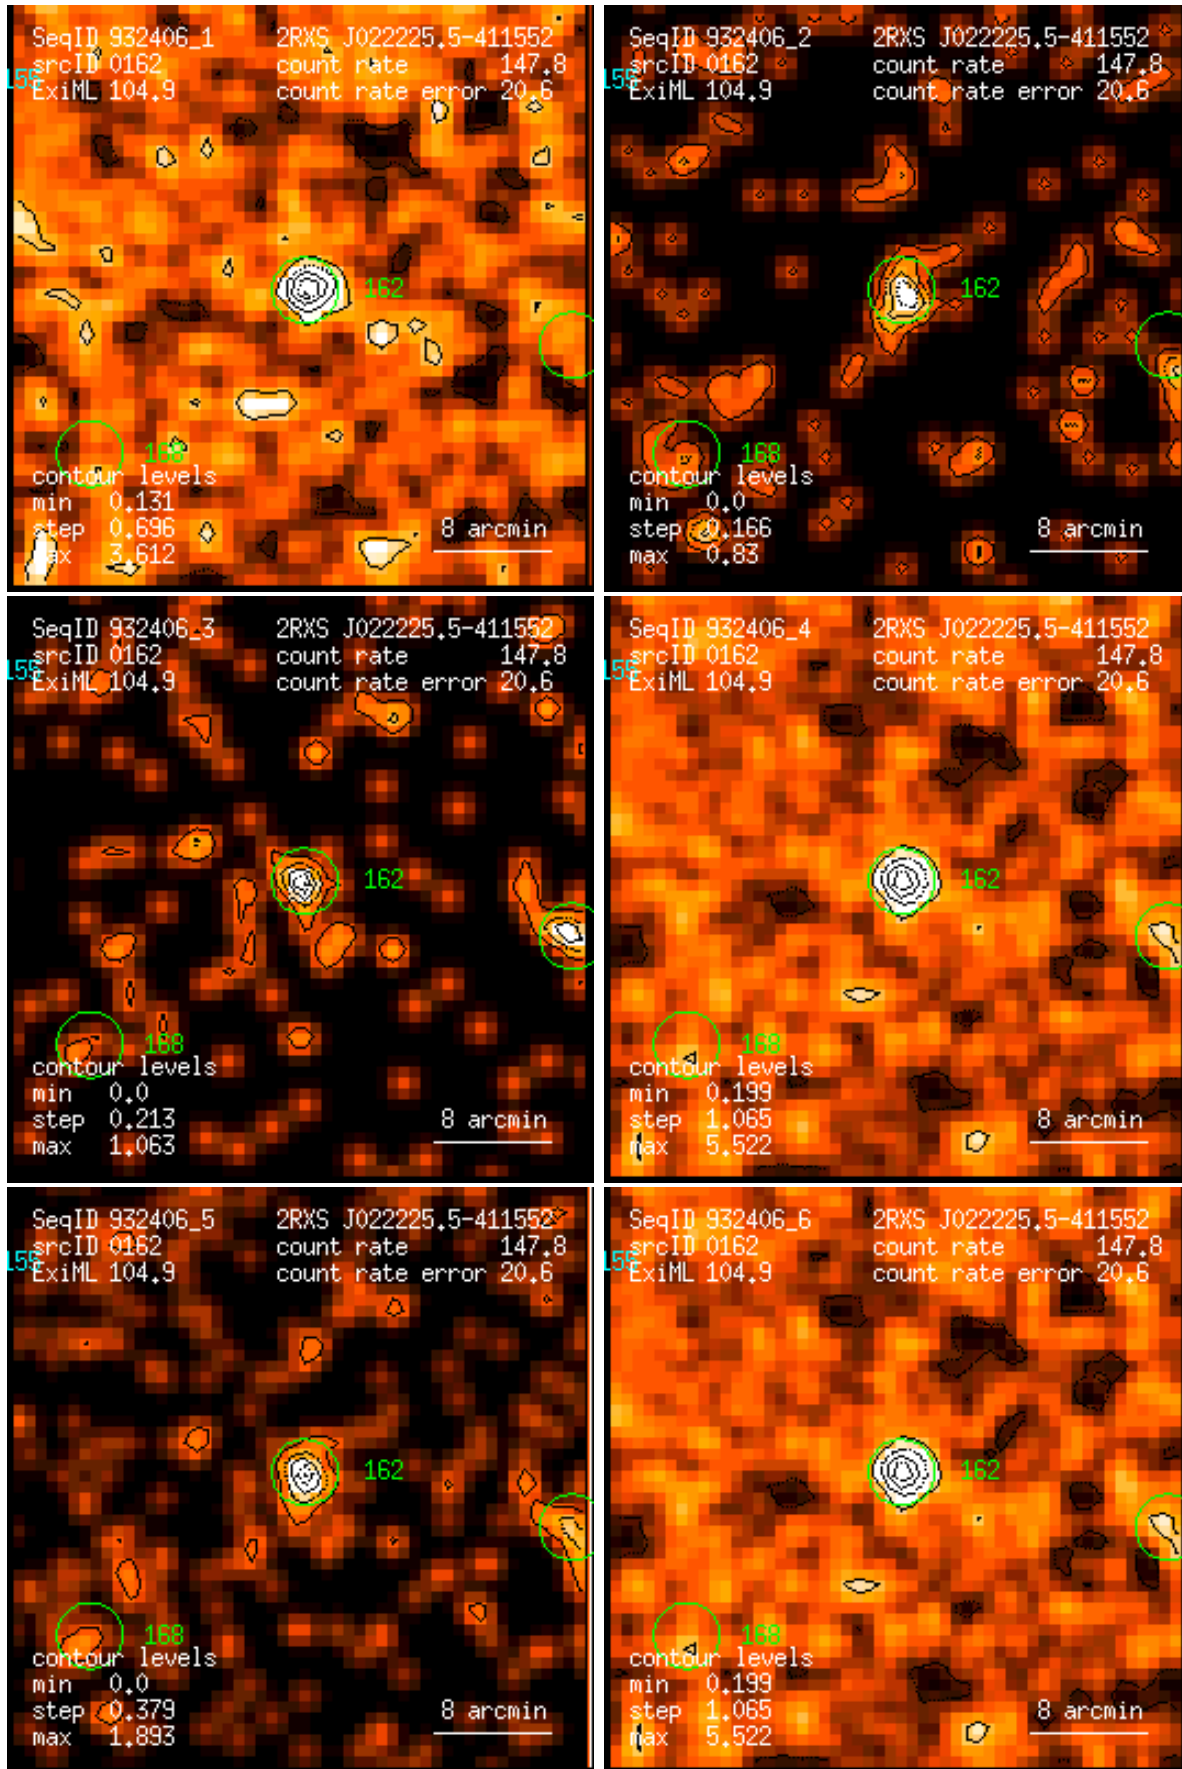 SeqID 932406_1 2RXS J022225.5-411552
srcID 0162 count rate 147.8
155
ExiML 104.9 count rate error 20.6
162
168
contour levels
min 0.131
step 0.696 8 arcmin
max 3.612
SeqID 932406_2 2RXS J022225.5-411552
srcID 0162 count rate 147.8
155
ExiML 104.9 count rate error 20.6
162
168
contour levels
min 0.0
step 0.166 8 arcmin
max 0.83
SeqID 932406_3 2RXS J022225.5-411552
srcID 0162 count rate 147.8
155
ExiML 104.9 count rate error 20.6
162
168
contour levels
min 0.0
step 0.213 8 arcmin
max 1.063
SeqID 932406_4 2RXS J022225.5-411552
srcID 0162 count rate 147.8
155
ExiML 104.9 count rate error 20.6
162
168
contour levels
min 0.199
step 1.065 8 arcmin
max 5.522
SeqID 932406_5 2RXS J022225.5-411552
srcID 0162 count rate 147.8
155
ExiML 104.9 count rate error 20.6
162
168
contour levels
min 0.0
step 0.379 8 arcmin
max 1.893
SeqID 932406_6 2RXS J022225.5-411552
srcID 0162 count rate 147.8
155
ExiML 104.9 count rate error 20.6
162
168
contour levels
min 0.199
step 1.065 8 arcmin
max 5.522